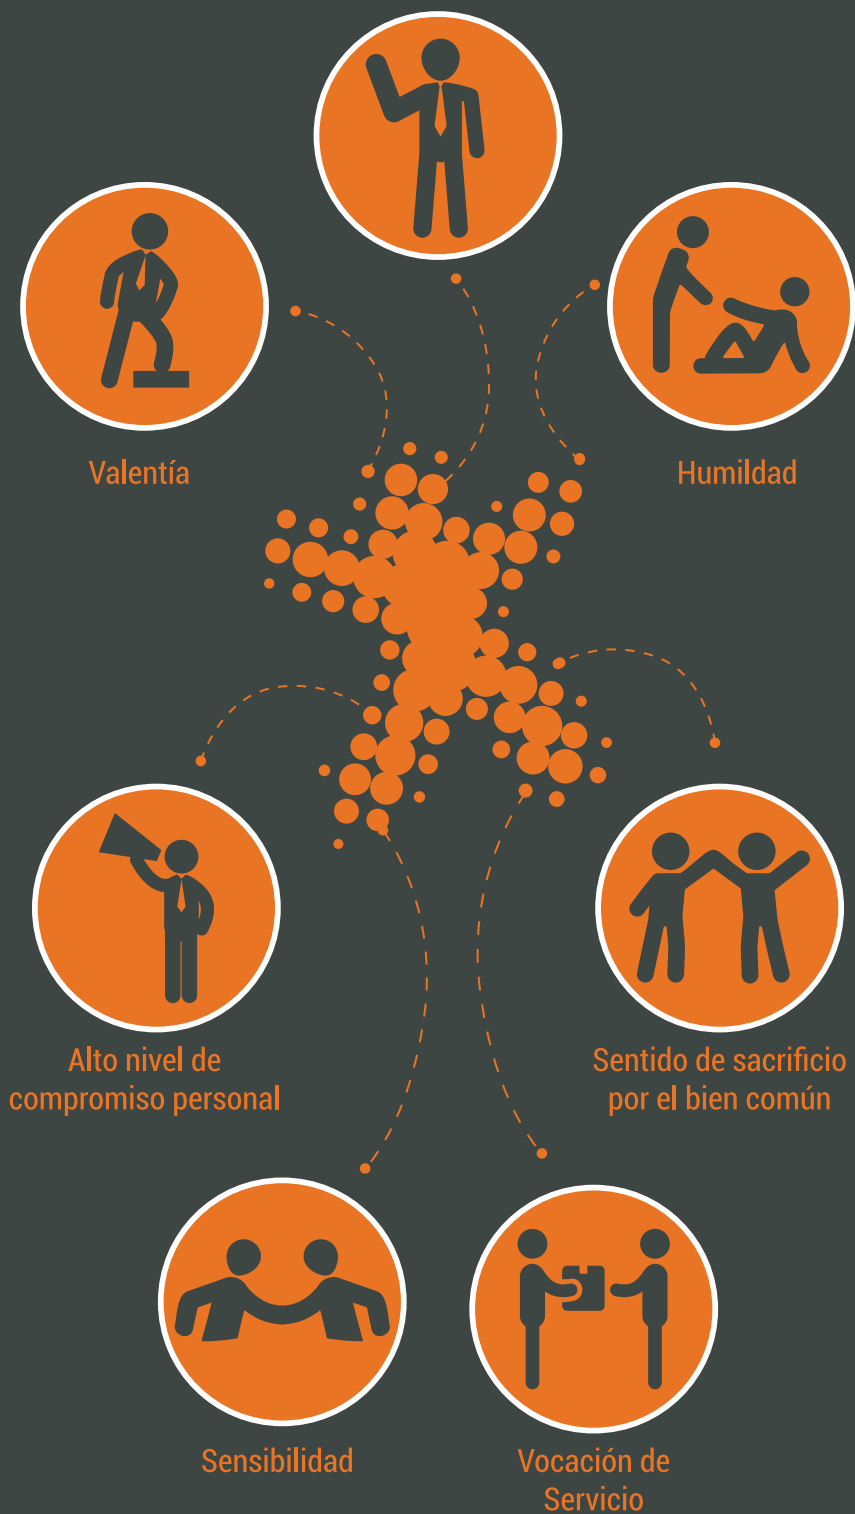 Valentía
Humildad
Alto nivel de
compromiso personal
Sentido de sacrificio
por el bien común
Sensibilidad
Vocación de
Servicio